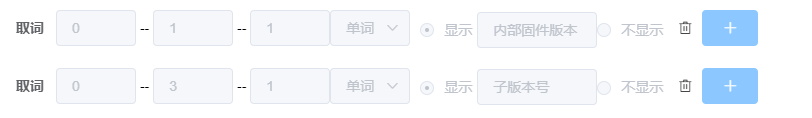 取词 0 -- 1 -- 1 单词 显示 内部固件版本 不显示 +
取词 0 -- 3 -- 1 单词 显示 子版本号 不显示 +